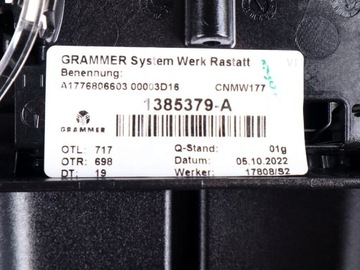 GRAMMER System Werk Rastatt
Benennung:
A1776806603 00003D16 CNMW177
1385379-A
GRAMMER
OTL: 717 Q-Stand: 01g
OTR: 698 Datum: 05.10.2022
DT: 19 Werker: 17808/S2